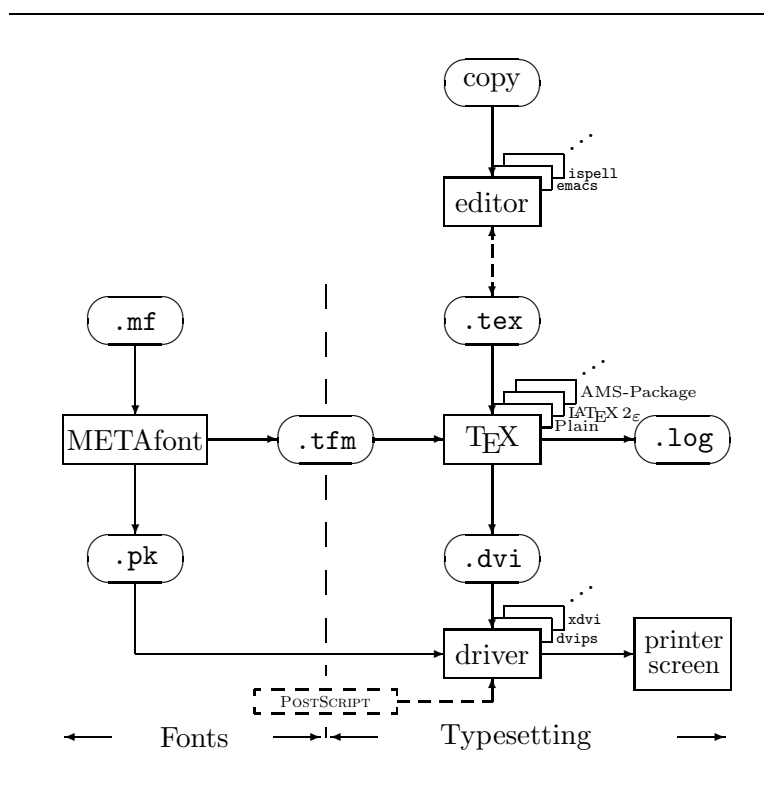 copy
ispell
emacs
editor
.mf
.tex
AMS-Package
LATEX 2ε
Plain
METAfont
.tfm
TEX
.log
.pk
.dvi
xdvi
dvips
driver
printer
screen
POSTSCRIPT
Fonts
Typesetting